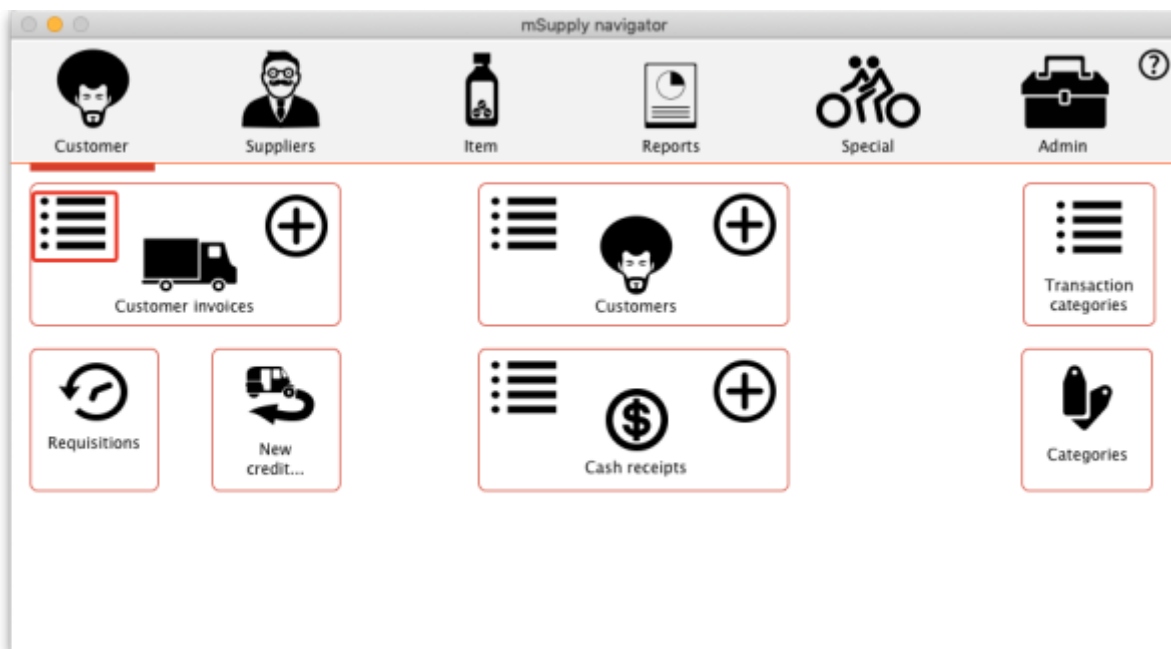 mSupply navigator
?
Customer
Suppliers
Item
Reports
Special
Admin
Customer invoices
Customers
Transaction
categories
Requisitions
New
credit...
$
Cash receipts
Categories